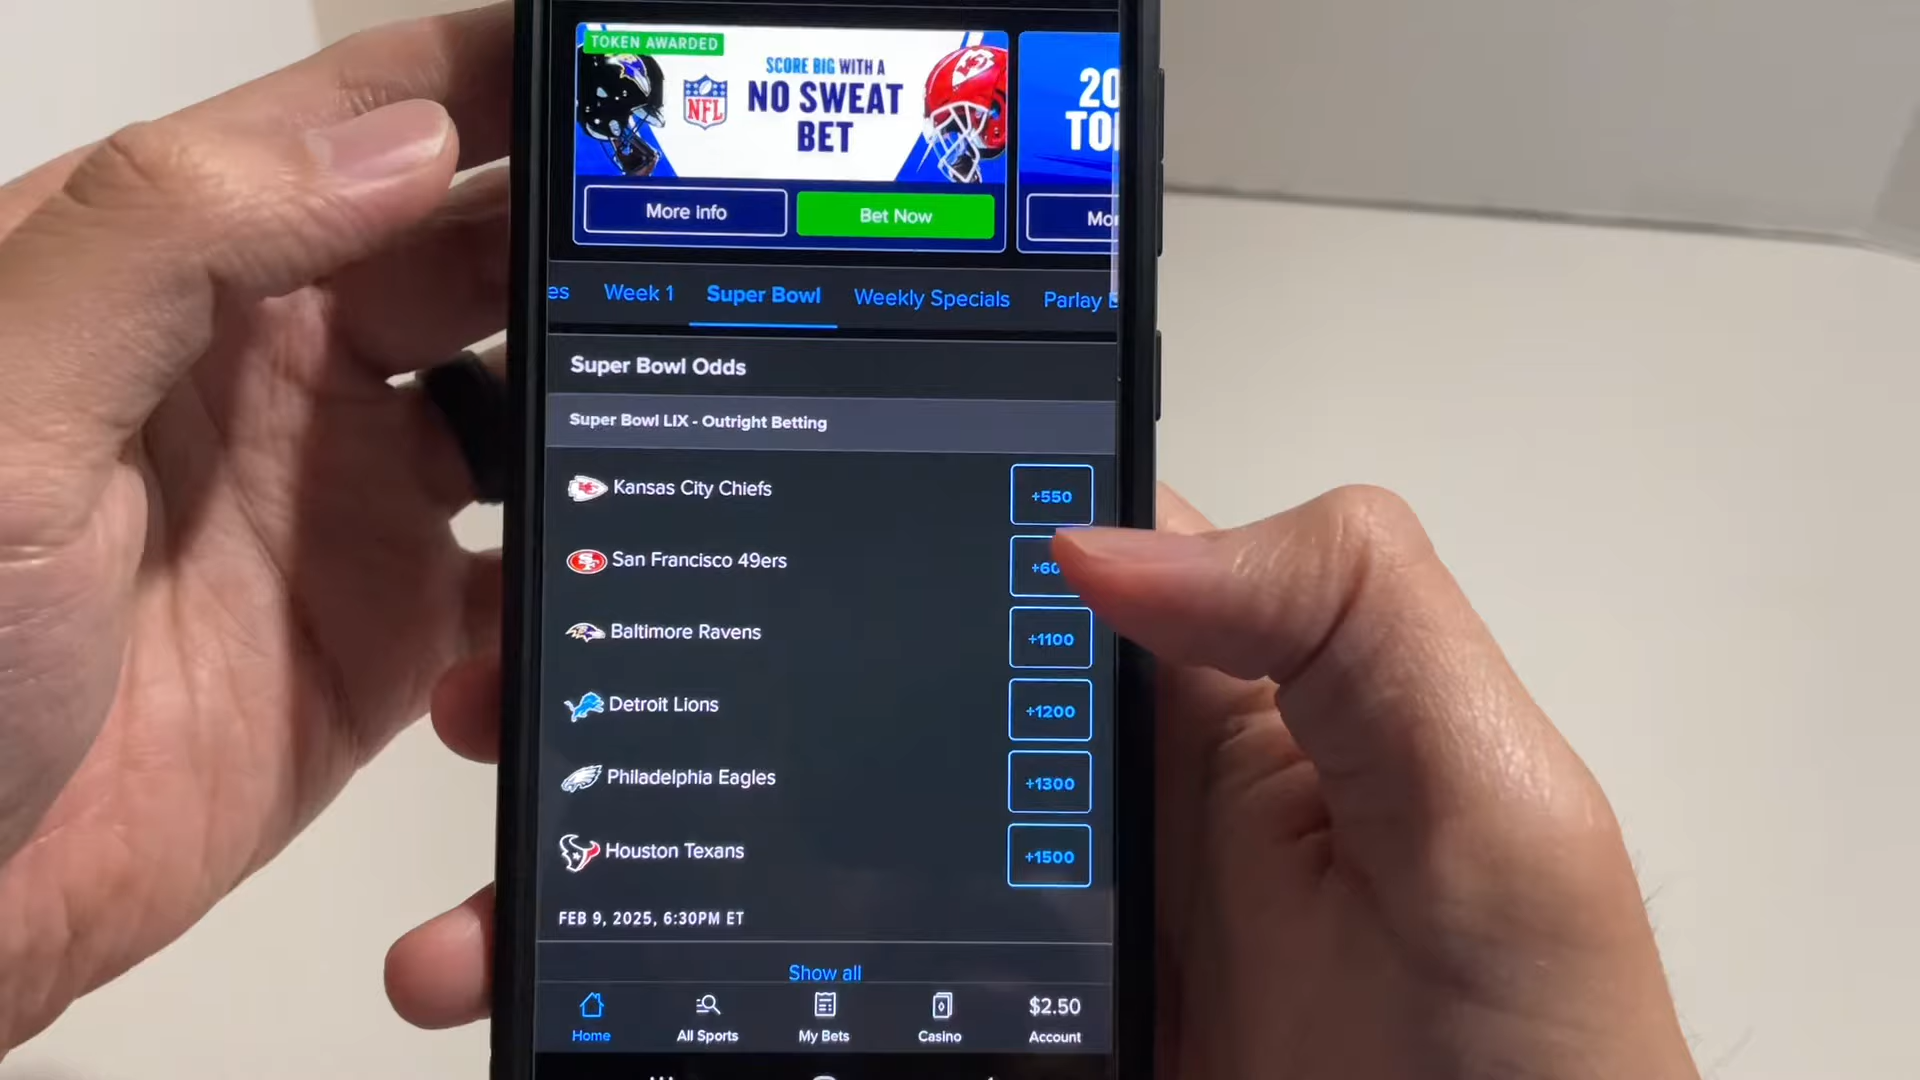 TOKEN AWARDED
SCORE BIG WITH A
NO SWEAT
BET
NFL
More Info
Bet Now
20
Week 1
Super Bowl
Weekly Specials
Parlay
Super Bowl Odds
Super Bowl LIX - Outright Betting
Kansas City Chiefs
+550
San Francisco 49ers
Baltimore Ravens
+1100
Detroit Lions
+1200
Philadelphia Eagles
+1300
Houston Texans
+1500
FEB 9, 2025, 6:30PM ET
Show all
Home
All Sports
My Bets
Casino
$2.50
Account